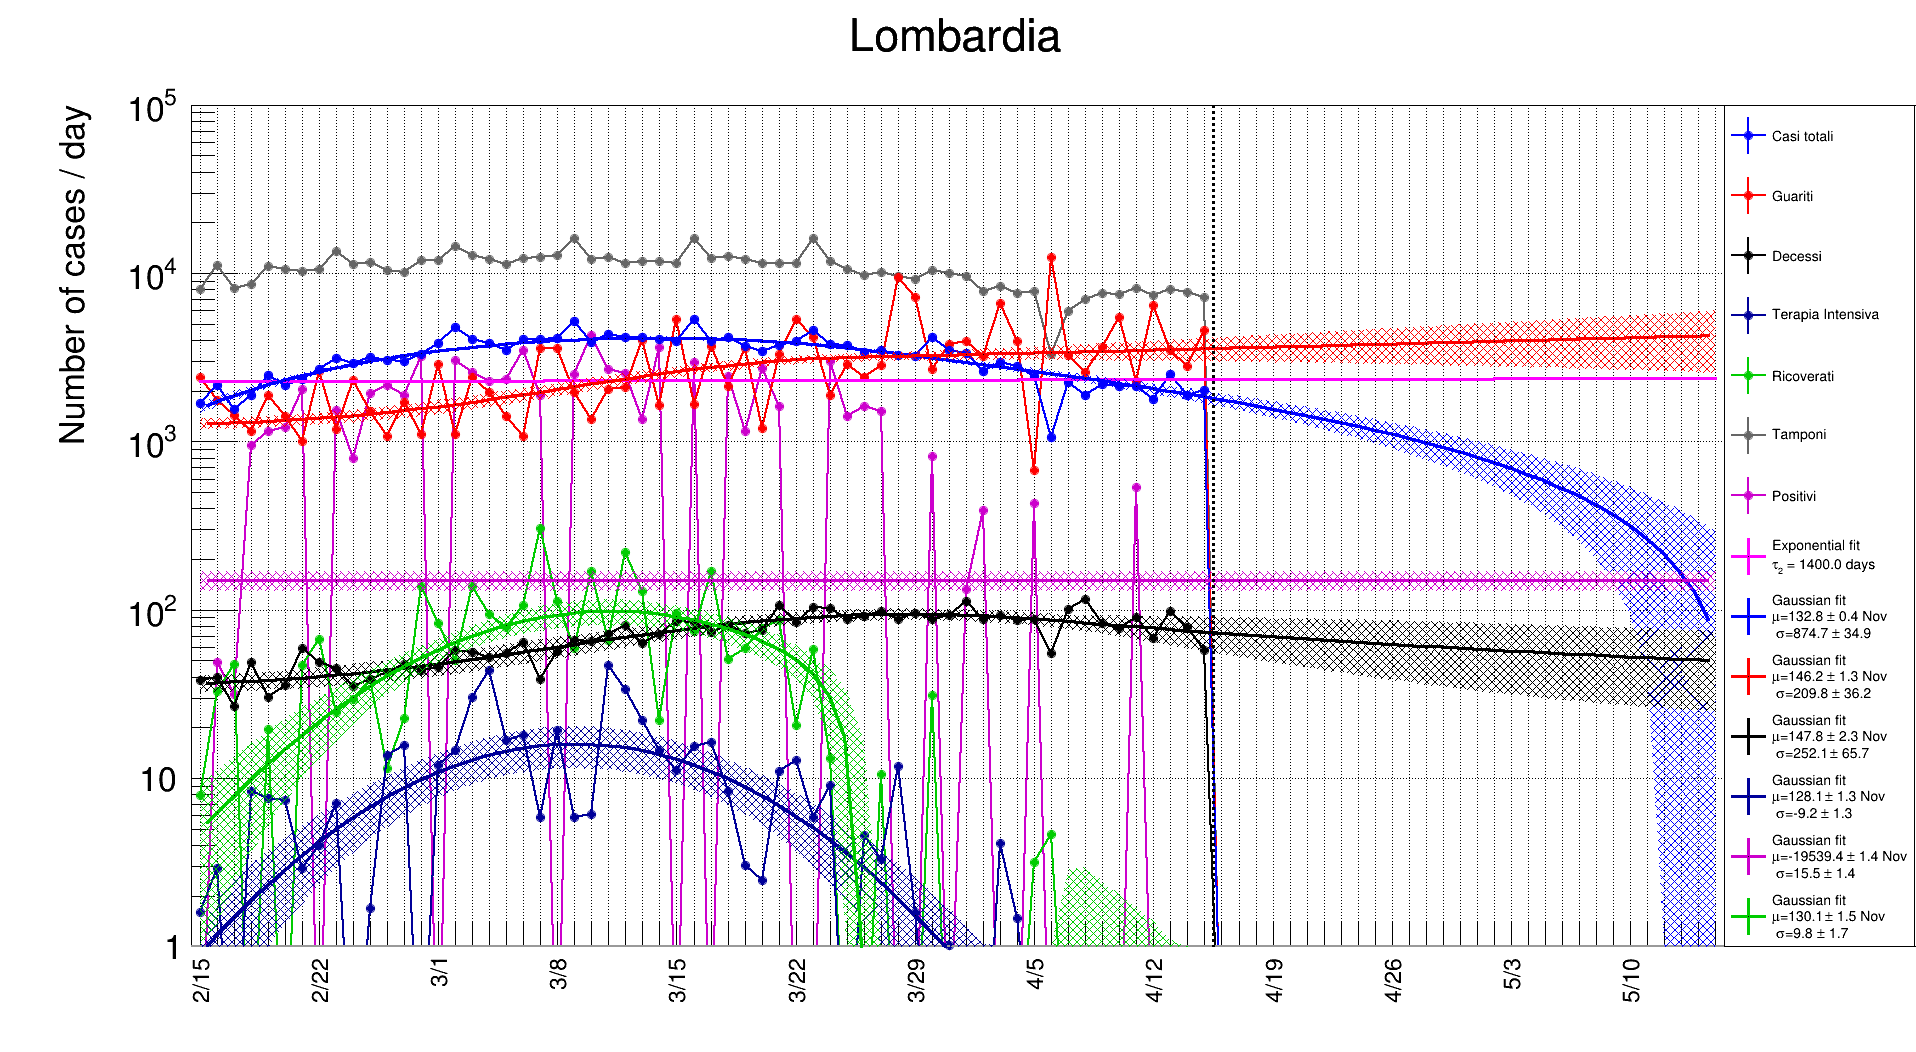 Lombardia
Number of cases / day
10^5
10^4
10^3
10^2
10
1
2/15
2/22
3/1
3/8
3/15
3/22
3/29
4/5
4/12
4/19
4/26
5/3
5/10
Casi totali
Guariti
Decessi
Terapia Intensiva
Ricoverati
Tamponi
Positivi
Exponential fit
τ₂ = 1400.0 days
Gaussian fit
μ=132.8 ± 0.4 Nov
σ=874.7 ± 34.9
Gaussian fit
μ=146.2 ± 1.3 Nov
σ=209.8 ± 36.2
Gaussian fit
μ=147.8 ± 2.3 Nov
σ=252.1 ± 65.7
Gaussian fit
μ=128.1 ± 1.3 Nov
σ=-9.2 ± 1.3
Gaussian fit
μ=-19539.4 ± 1.4 Nov
σ=15.5 ± 1.4
Gaussian fit
μ=130.1 ± 1.5 Nov
σ=9.8 ± 1.7